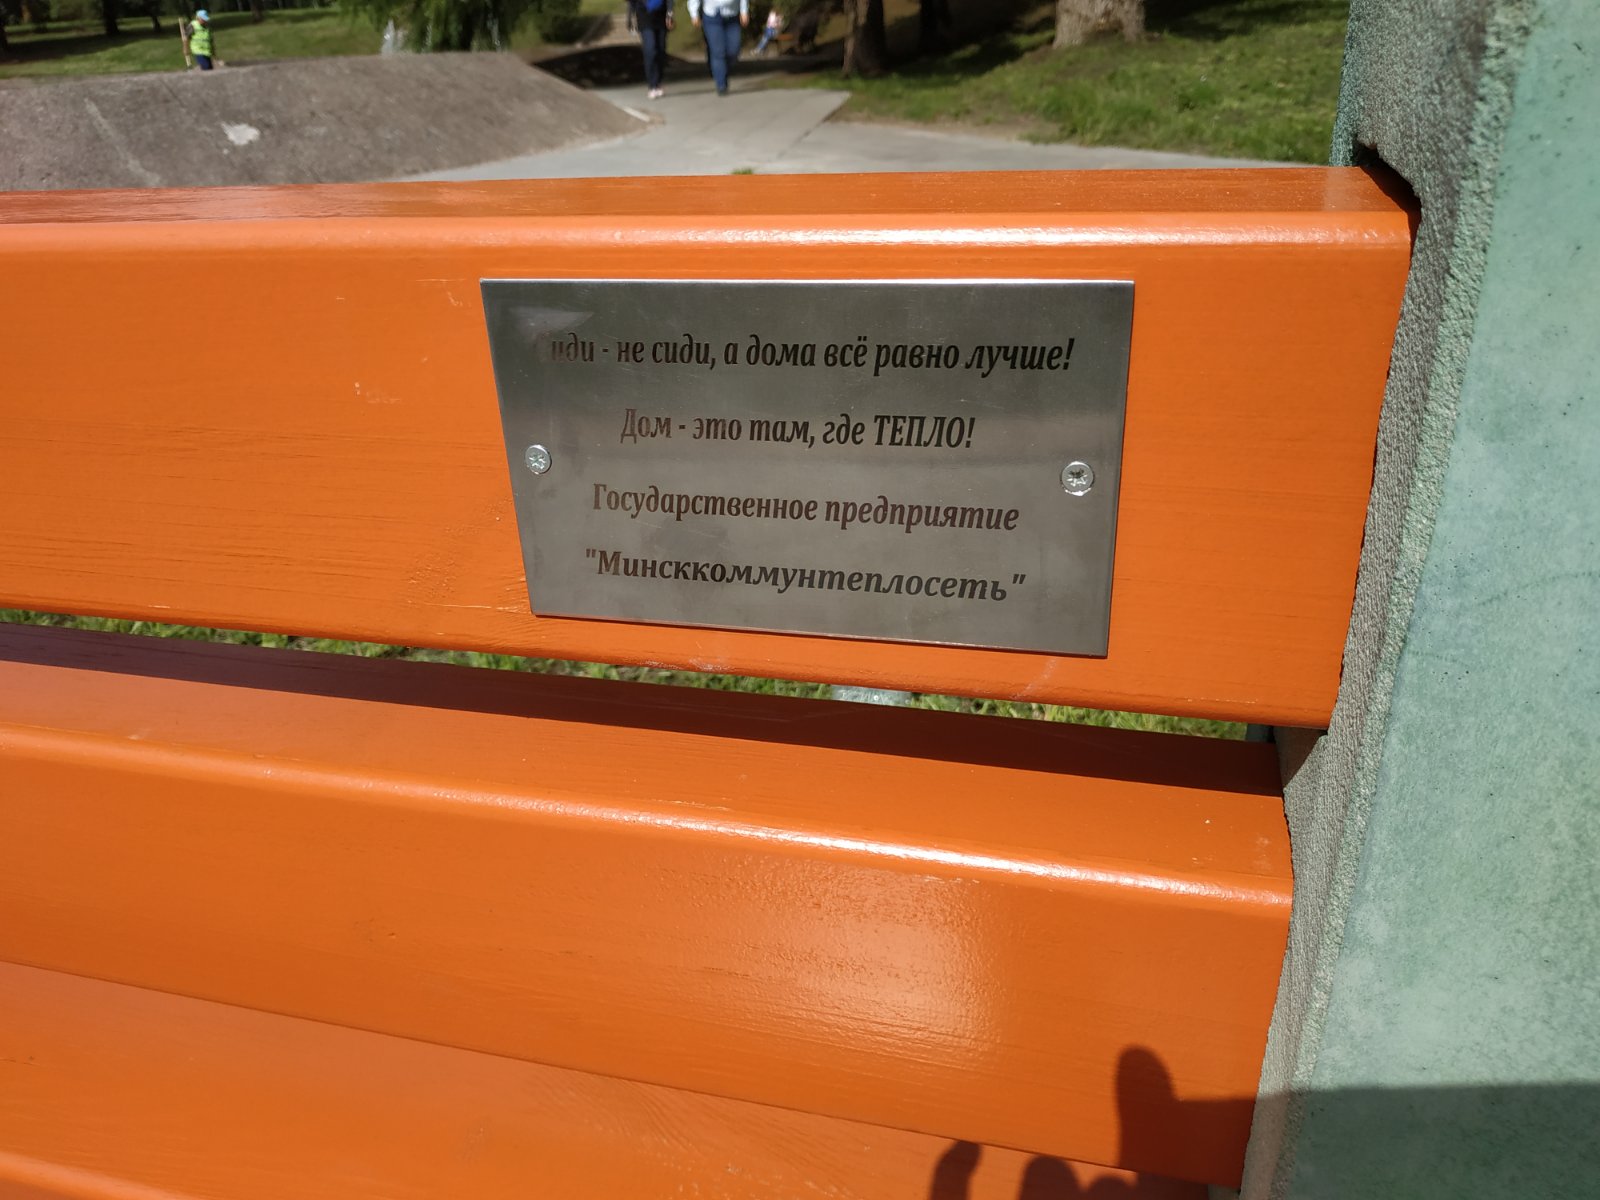 Сиди - не сиди, а дома всё равно лучше!
Дом - это там, где ТЕПЛО!
Государственное предприятие
"Минсккоммунтеплосеть"